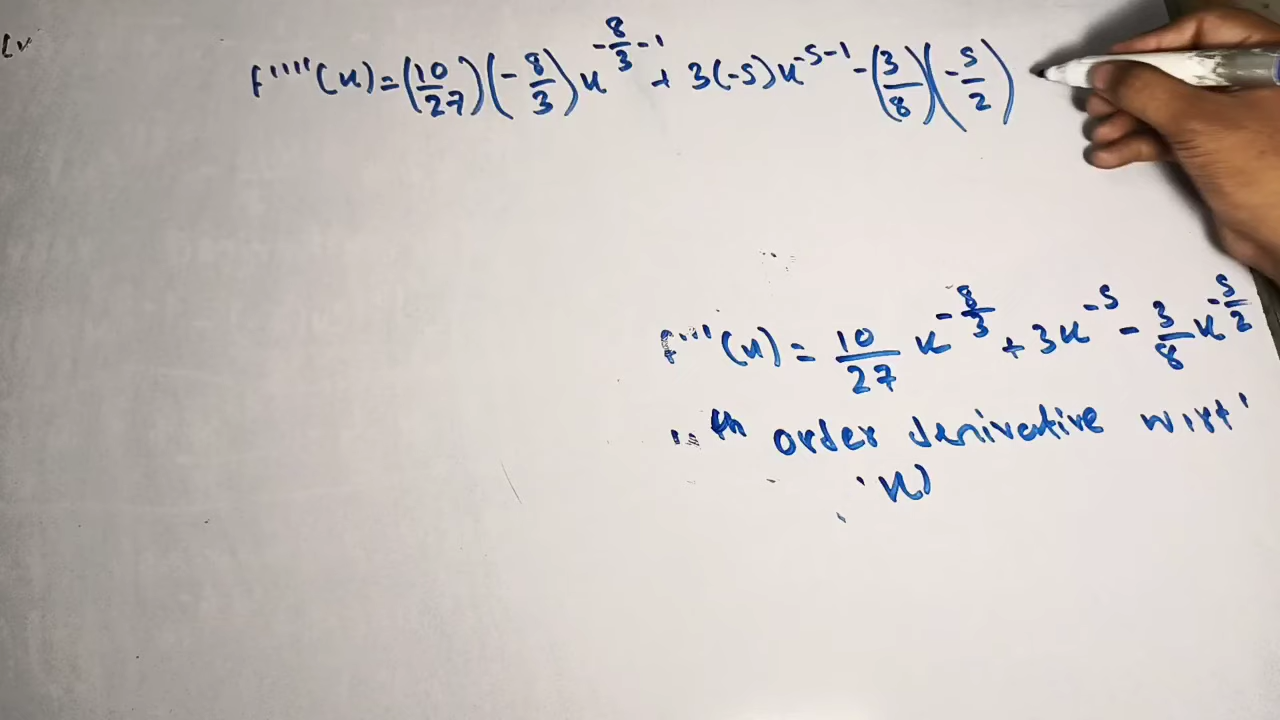 f''''(x)=(10/27)(-8/3)x^{-8/3-1}+3(-5)x^{-5-1}-(3/8)(-5/2)
f'''(x)=10/27 x^{-8/3}+3x^{-5}-3/8 x^{-5/2}
th order derivative w.r.t'
x)